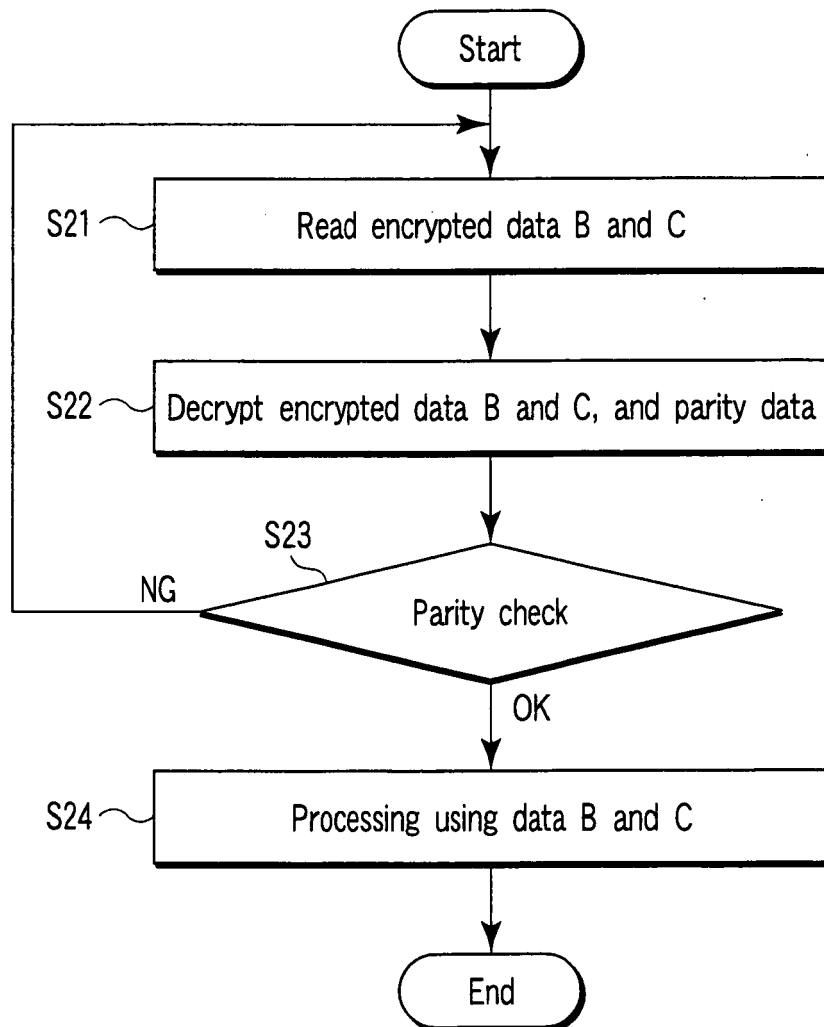 Start
S21
Read encrypted data B and C
S22
Decrypt encrypted data B and C, and parity data
S23
NG
Parity check
OK
S24
Processing using data B and C
End